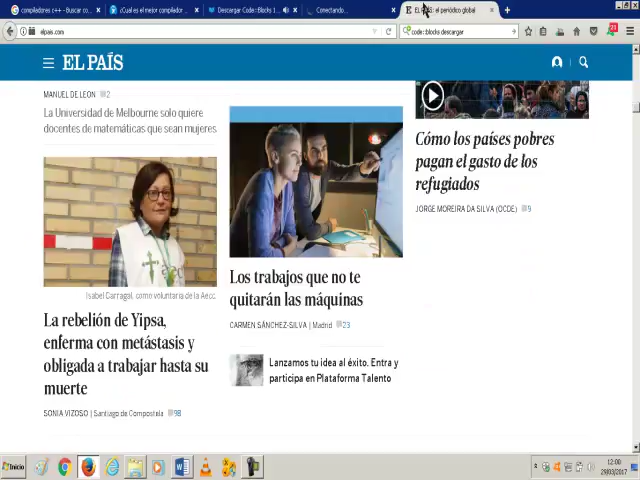 compiladores c++ - Buscar co...
¿Cual es el mejor compilador
Descargar Code::Blocks 1...
Conectando...
EL PAÍS: el periódico global
elpais.com
code::blocks descargar
21
EL PAÍS
MANUEL DE LEON 2
La Universidad de Melbourne solo quiere
docentes de matemáticas que sean mujeres
Isabel Carragal, como voluntaria de la Aecc.
La rebelión de Yipsa,
enferma con metástasis y
obligada a trabajar hasta su
muerte
SONIA VIZOSO | Santiago de Compostela 98
Los trabajos que no te
quitarán las máquinas
CARMEN SÁNCHEZ-SILVA | Madrid 23
Lanzamos tu idea al éxito. Entra y
participa en Plataforma Talento
Cómo los países pobres
pagan el gasto de los
refugiados
JORGE MOREIRA DA SILVA (OCDE) 9
Inicio
12:00
29/03/2017